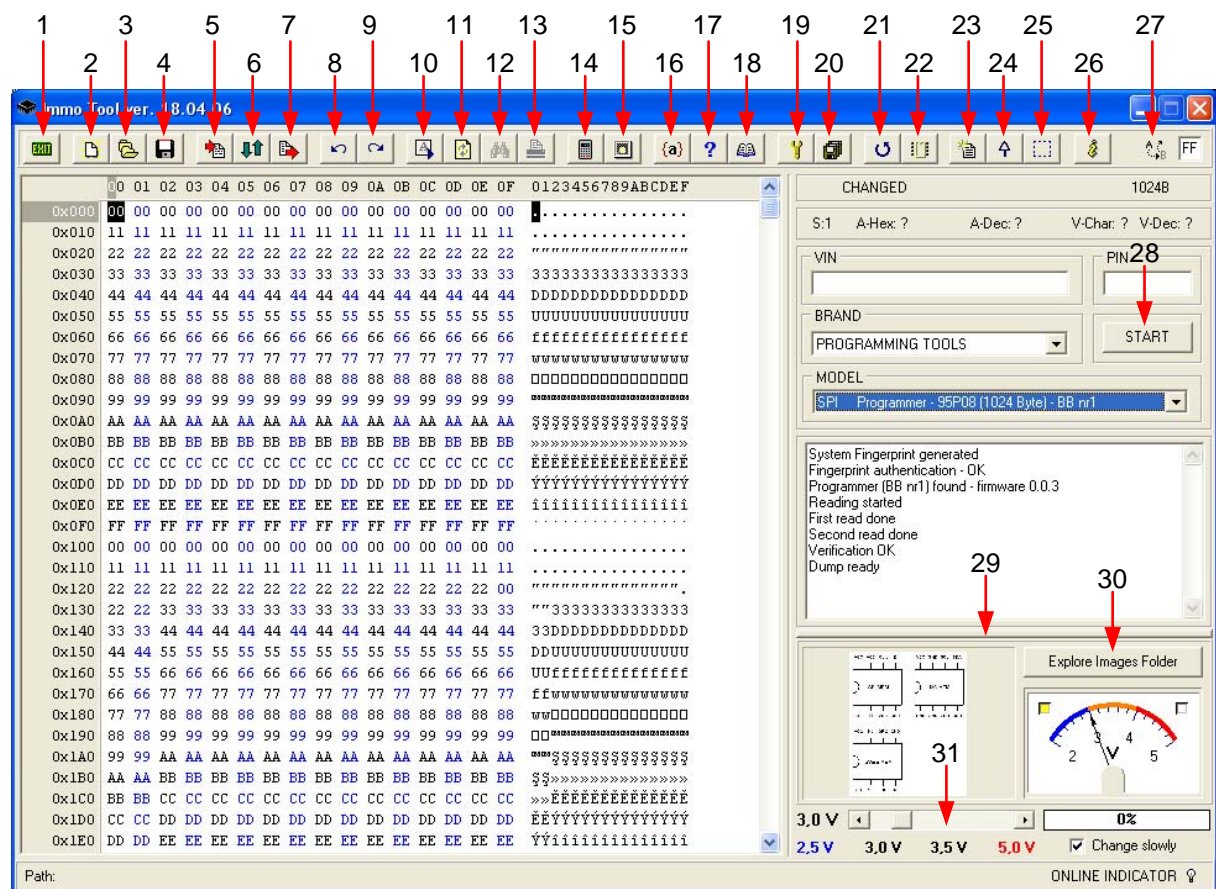 1 3 5 7 9 11 13 15 17 19 21 23 25 27
2 4 6 8 10 12 14 16 18 20 22 24 26
Immo Tool ver. 18.04.06
EXIT {a} ? FF
00 01 02 03 04 05 06 07 08 09 0A 0B 0C 0D 0E 0F 0123456789ABCDEF
0x000 00 00 00 00 00 00 00 00 00 00 00 00 00 00 00 00 ................
0x010 11 11 11 11 11 11 11 11 11 11 11 11 11 11 11 11 ................
0x020 22 22 22 22 22 22 22 22 22 22 22 22 22 22 22 22 """"""""""""""""
0x030 33 33 33 33 33 33 33 33 33 33 33 33 33 33 33 33 3333333333333333
0x040 44 44 44 44 44 44 44 44 44 44 44 44 44 44 44 44 DDDDDDDDDDDDDDDD
0x050 55 55 55 55 55 55 55 55 55 55 55 55 55 55 55 55 UUUUUUUUUUUUUUUU
0x060 66 66 66 66 66 66 66 66 66 66 66 66 66 66 66 66 ffffffffffffffff
0x070 77 77 77 77 77 77 77 77 77 77 77 77 77 77 77 77 wwwwwwwwwwwwwwww
0x080 88 88 88 88 88 88 88 88 88 88 88 88 88 88 88 88
0x090 99 99 99 99 99 99 99 99 99 99 99 99 99 99 99 99 ™™™™™™™™™™™™™™™™
0x0A0 AA AA AA AA AA AA AA AA AA AA AA AA AA AA AA AA ŞŞŞŞŞŞŞŞŞŞŞŞŞŞŞŞ
0x0B0 BB BB BB BB BB BB BB BB BB BB BB BB BB BB BB BB »»»»»»»»»»»»»»»»
0x0C0 CC CC CC CC CC CC CC CC CC CC CC CC CC CC CC CC ĚĚĚĚĚĚĚĚĚĚĚĚĚĚĚĚ
0x0D0 DD DD DD DD DD DD DD DD DD DD DD DD DD DD DD DD ÝÝÝÝÝÝÝÝÝÝÝÝÝÝÝÝ
0x0E0 EE EE EE EE EE EE EE EE EE EE EE EE EE EE EE EE îîîîîîîîîîîîîîîî
0x0F0 FF FF FF FF FF FF FF FF FF FF FF FF FF FF FF FF ˙˙˙˙˙˙˙˙˙˙˙˙˙˙˙˙
0x100 00 00 00 00 00 00 00 00 00 00 00 00 00 00 00 00 ................
0x110 11 11 11 11 11 11 11 11 11 11 11 11 11 11 11 11 ................
0x120 22 22 22 22 22 22 22 22 22 22 22 22 22 22 22 00 """"""""""""""".
0x130 22 22 33 33 33 33 33 33 33 33 33 33 33 33 33 33 ""33333333333333
0x140 33 33 44 44 44 44 44 44 44 44 44 44 44 44 44 44 33DDDDDDDDDDDDDD
0x150 44 44 55 55 55 55 55 55 55 55 55 55 55 55 55 55 DDUUUUUUUUUUUUUU
0x160 55 55 66 66 66 66 66 66 66 66 66 66 66 66 66 66 UUffffffffffffff
0x170 66 66 77 77 77 77 77 77 77 77 77 77 77 77 77 77 ffwwwwwwwwwwwwww
0x180 77 77 88 88 88 88 88 88 88 88 88 88 88 88 88 88 ww
0x190 88 88 99 99 99 99 99 99 99 99 99 99 99 99 99 99 ™™™™™™™™™™™™™™
0x1A0 99 99 AA AA AA AA AA AA AA AA AA AA AA AA AA AA ™™ŞŞŞŞŞŞŞŞŞŞŞŞŞŞ
0x1B0 AA AA BB BB BB BB BB BB BB BB BB BB BB BB BB BB ŞŞ»»»»»»»»»»»»»»
0x1C0 BB BB CC CC CC CC CC CC CC CC CC CC CC CC CC CC »»ĚĚĚĚĚĚĚĚĚĚĚĚĚĚ
0x1D0 CC CC DD DD DD DD DD DD DD DD DD DD DD DD DD DD ĚĚÝÝÝÝÝÝÝÝÝÝÝÝÝÝ
0x1E0 DD DD EE EE EE EE EE EE EE EE EE EE EE EE EE EE ÝÝîîîîîîîîîîîîîî
CHANGED 1024B
S:1 A-Hex: ? A-Dec: ? V-Char: ? V-Dec: ?
VIN PIN 28
BRAND
PROGRAMMING TOOLS START
MODEL
SPI Programmer - 95P08 (1024 Byte) - BB nr1
System Fingerprint generated
Fingerprint authentication - OK
Programmer (BB nr1) found - firmware 0.0.3
Reading started
First read done
Second read done
Verification OK
Dump ready
29 30
Explore Images Folder
2 3 4 5 V
31
3,0 V 0%
2,5 V 3,0 V 3,5 V 5,0 V Change slowly
Path: ONLINE INDICATOR